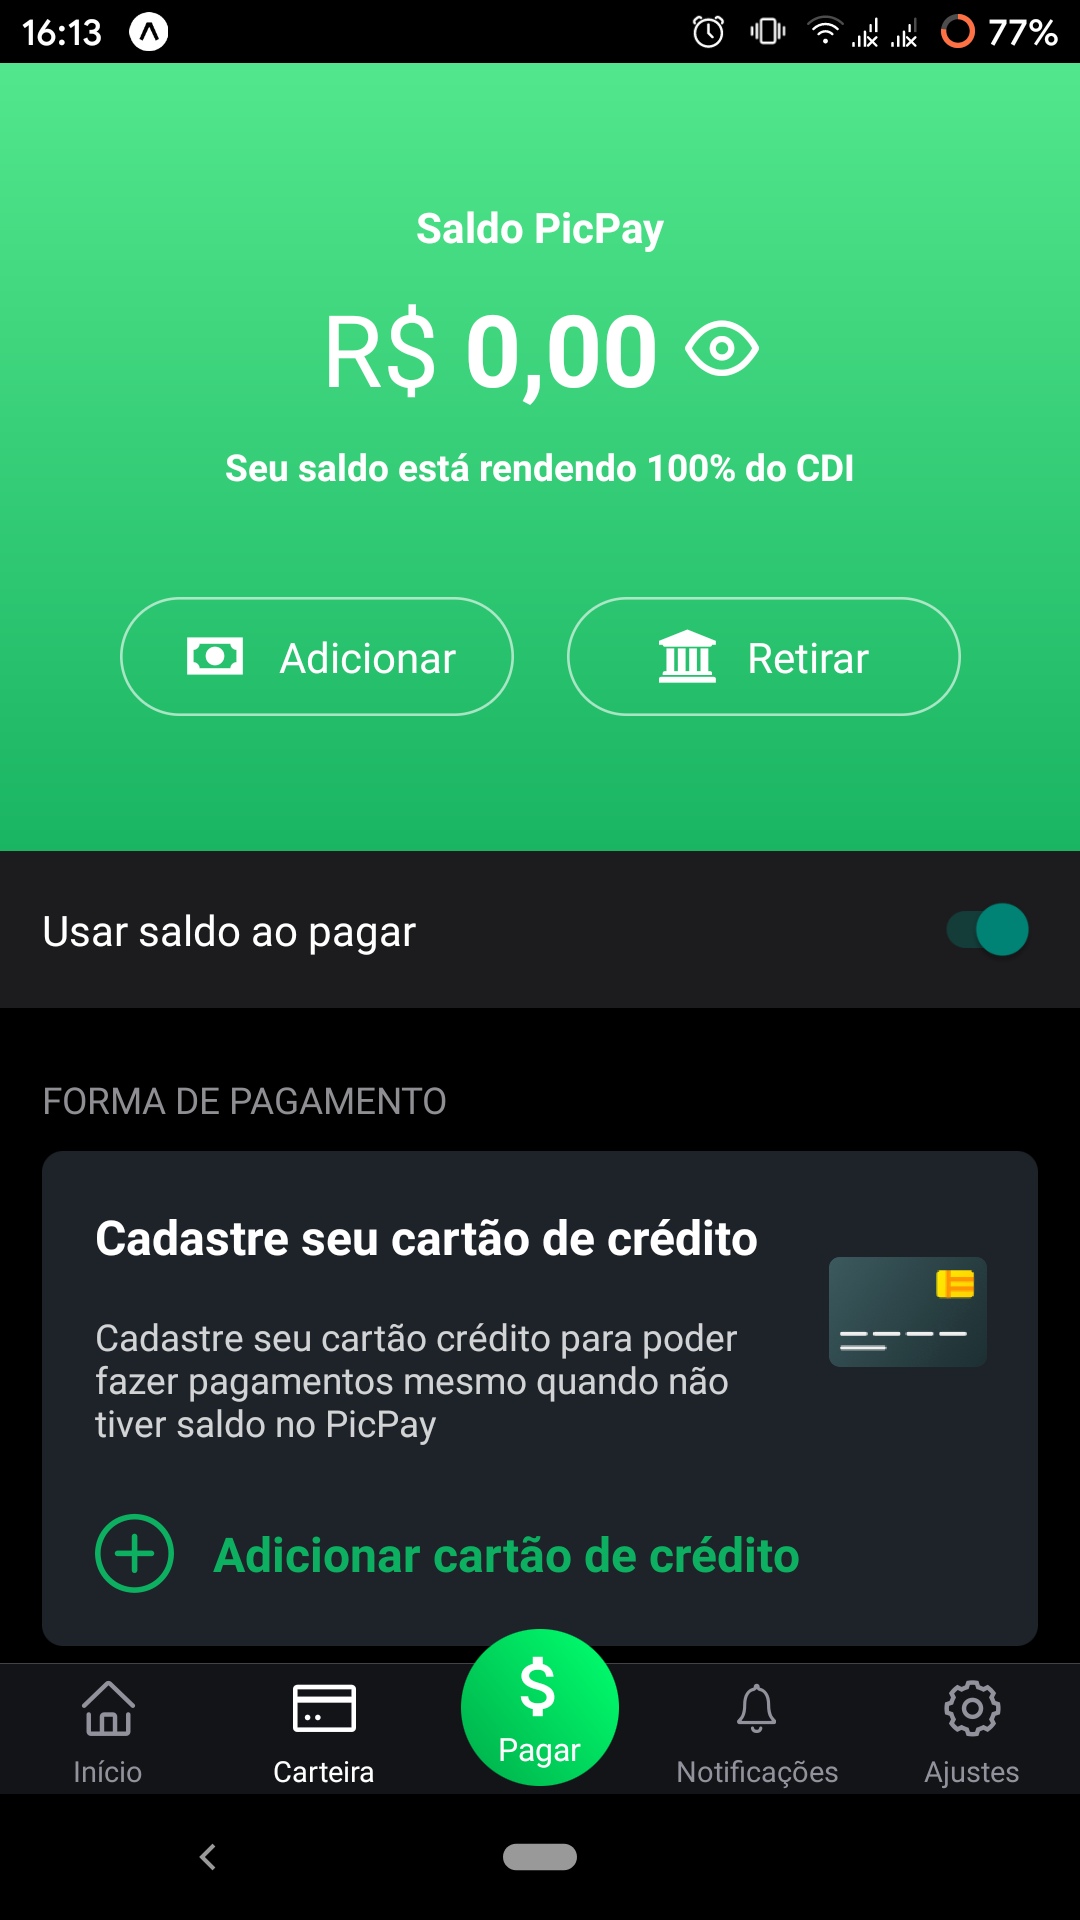 16:13
77%
Saldo PicPay
R$ 0,00
Seu saldo está rendendo 100% do CDI
Adicionar
Retirar
Usar saldo ao pagar
FORMA DE PAGAMENTO
Cadastre seu cartão de crédito
Cadastre seu cartão crédito para poder
fazer pagamentos mesmo quando não
tiver saldo no PicPay
Adicionar cartão de crédito
$
Início
Carteira
Pagar
Notificações
Ajustes